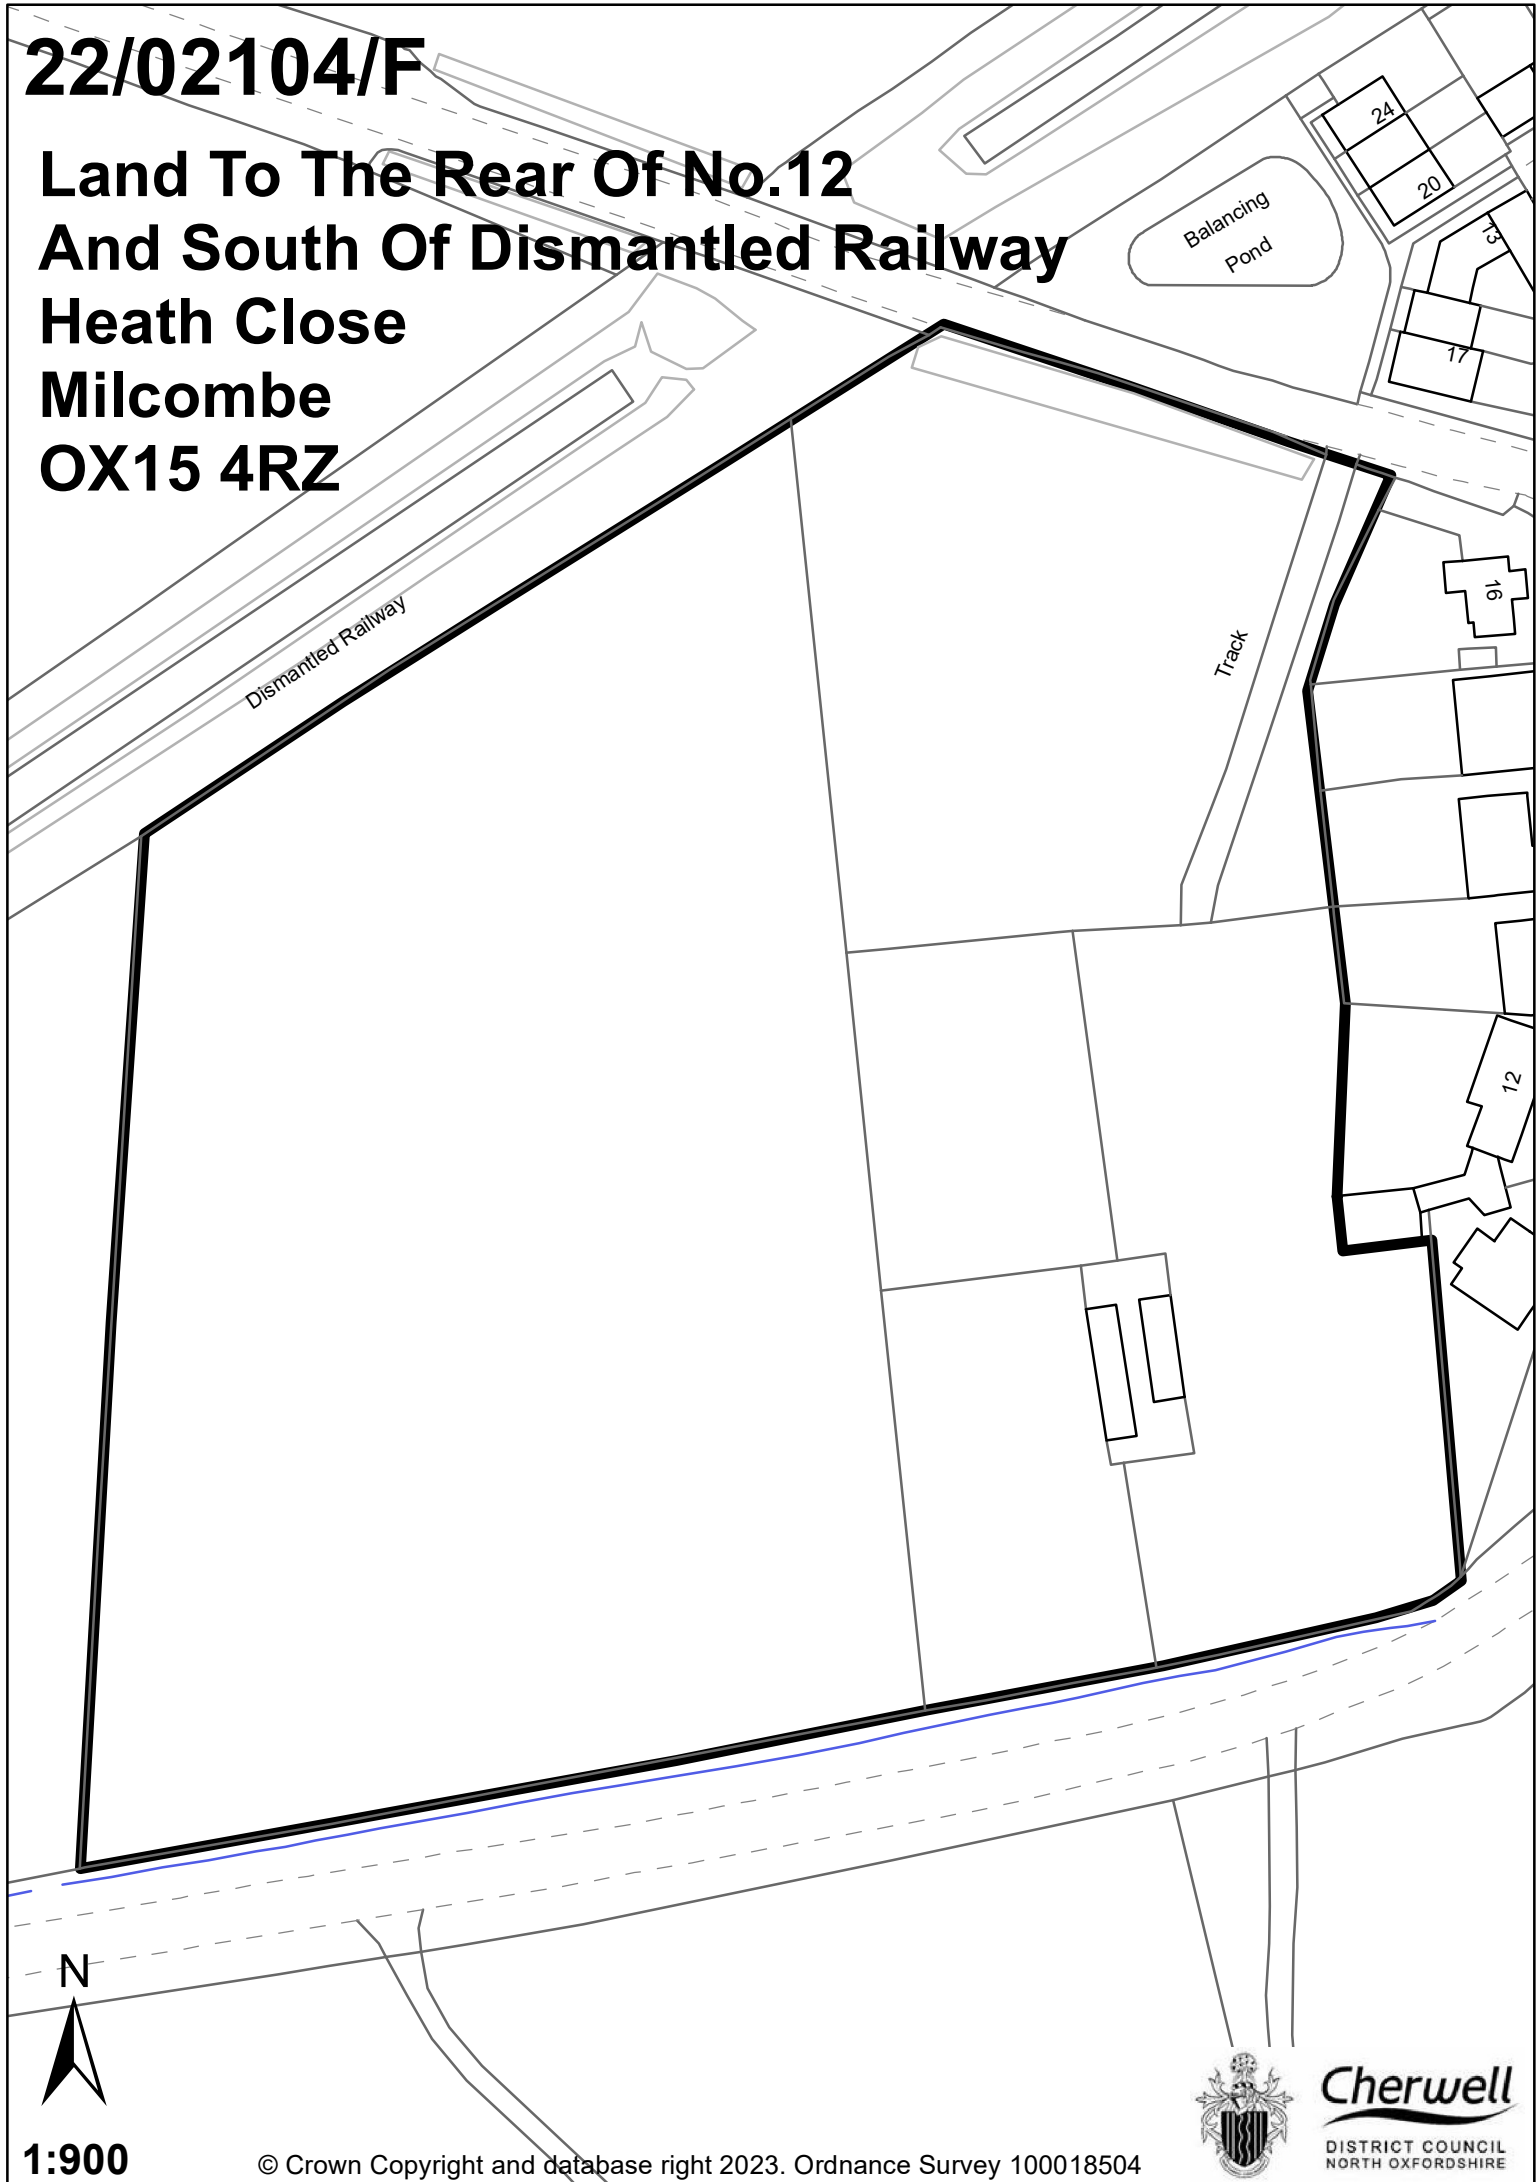 22/02104/F
Land To The Rear Of No.12
And South Of Dismantled Railway
Heath Close
Milcombe
OX15 4RZ
24
20
Balancing
Pond
13
17
16
Dismantled Railway
Track
12
N
1:900
© Crown Copyright and database right 2023. Ordnance Survey 100018504
Cherwell
DISTRICT COUNCIL
NORTH OXFORDSHIRE